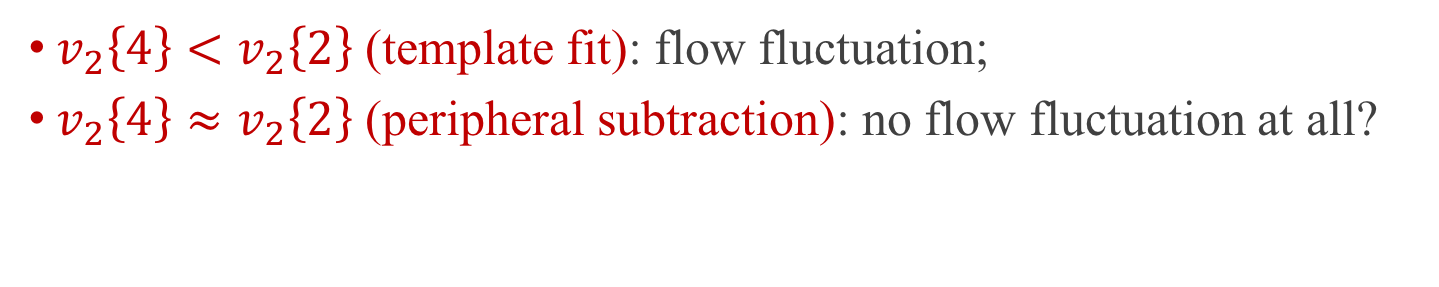 • v₂{4} < v₂{2} (template fit): flow fluctuation;
• v₂{4} ≈ v₂{2} (peripheral subtraction): no flow fluctuation at all?